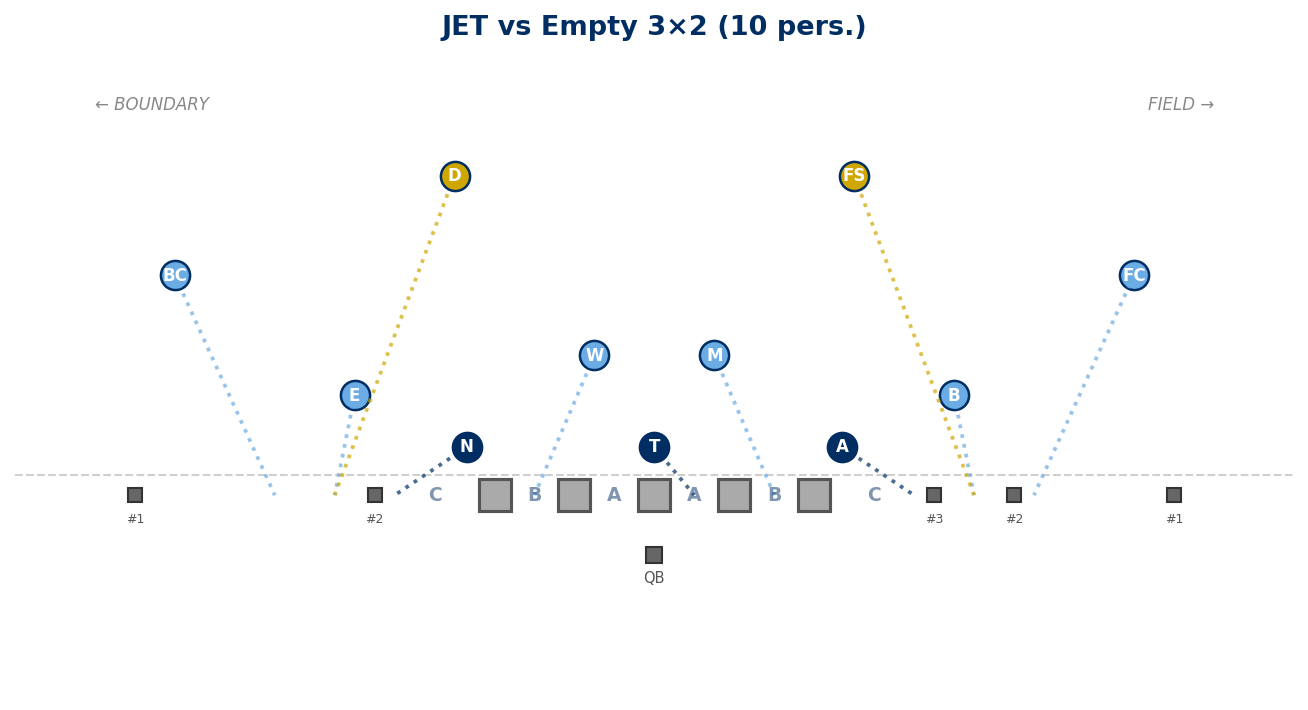 JET vs Empty 3×2 (10 pers.)
← BOUNDARY FIELD →
D FS
BC FC
W M
E B
N T A
C B A A B C
#1 #2 #3 #2 #1
QB